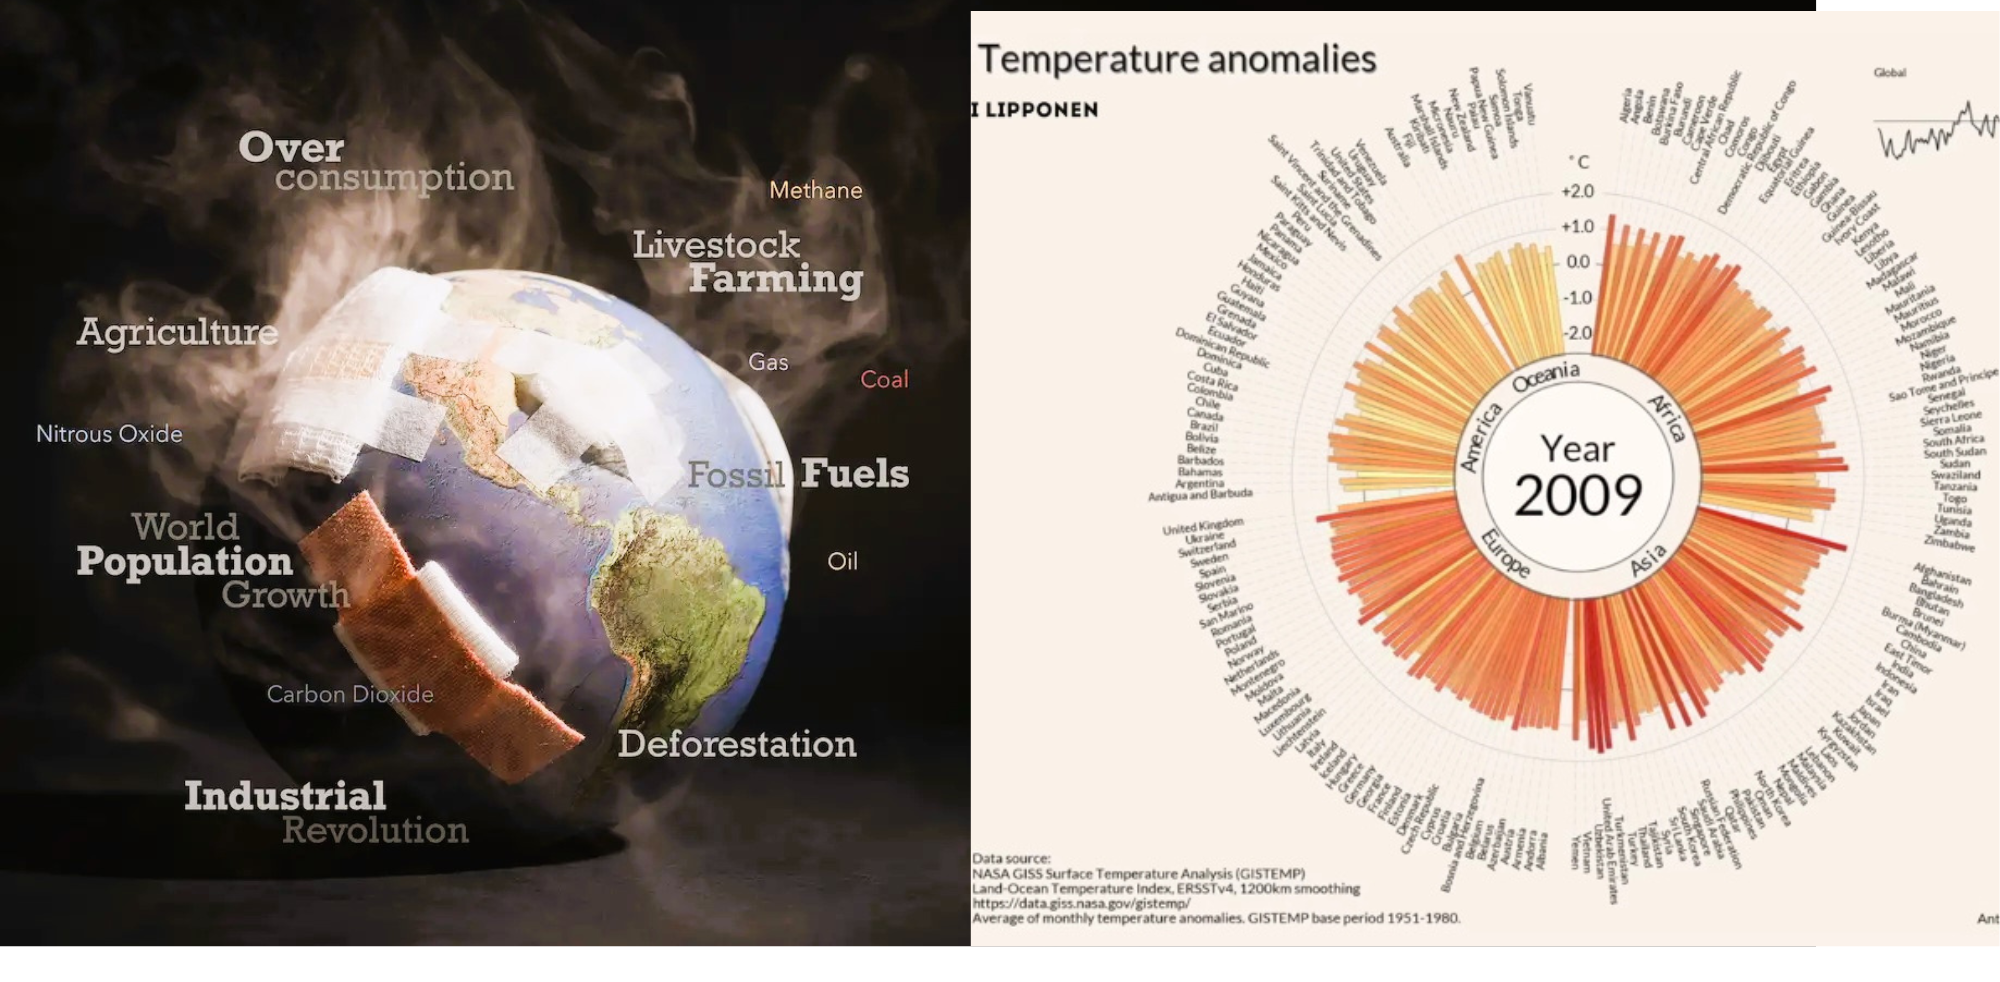 Over
consumption
Methane
Livestock
Farming
Agriculture
Gas
Coal
Nitrous Oxide
Fossil Fuels
World
Population
Growth
Oil
Carbon Dioxide
Deforestation
Industrial
Revolution
Temperature anomalies
I LIPPONEN
Global
°C
+2.0
+1.0
0.0
-1.0
-2.0
Oceania
Africa
Asia
Europe
America
Year
2009
Algeria
Angola
Benin
Botswana
Burkina Faso
Burundi
Cameroon
Cape Verde
Central African Republic
Chad
Comoros
Congo
Democratic Republic of Congo
Djibouti
Egypt
Equatorial Guinea
Eritrea
Ethiopia
Gabon
Gambia
Ghana
Guinea
Guinea-Bissau
Ivory Coast
Kenya
Lesotho
Liberia
Libya
Madagascar
Malawi
Mali
Mauritania
Mauritius
Morocco
Mozambique
Namibia
Niger
Nigeria
Rwanda
Sao Tome and Principe
Senegal
Seychelles
Sierra Leone
Somalia
South Africa
South Sudan
Sudan
Swaziland
Tanzania
Togo
Tunisia
Uganda
Zambia
Zimbabwe
Afghanistan
Bahrain
Bangladesh
Bhutan
Brunei
Burma (Myanmar)
Cambodia
China
East Timor
India
Indonesia
Iran
Iraq
Israel
Japan
Jordan
Kazakhstan
Kuwait
Kyrgyzstan
Laos
Lebanon
Malaysia
Maldives
Mongolia
Nepal
North Korea
Oman
Pakistan
Philippines
Qatar
Russian Federation
Saudi Arabia
Singapore
South Korea
Sri Lanka
Syria
Tajikistan
Thailand
Turkey
Turkmenistan
United Arab Emirates
Uzbekistan
Vietnam
Yemen
Albania
Andorra
Armenia
Austria
Azerbaijan
Belarus
Belgium
Bosnia and Herzegovina
Bulgaria
Croatia
Cyprus
Czech Republic
Denmark
Estonia
Finland
France
Georgia
Germany
Greece
Hungary
Iceland
Ireland
Italy
Latvia
Liechtenstein
Lithuania
Luxembourg
Macedonia
Malta
Moldova
Montenegro
Netherlands
Norway
Poland
Portugal
Romania
San Marino
Serbia
Slovakia
Slovenia
Spain
Sweden
Switzerland
Ukraine
United Kingdom
Antigua and Barbuda
Argentina
Bahamas
Barbados
Belize
Bolivia
Brazil
Canada
Chile
Colombia
Costa Rica
Cuba
Dominica
Dominican Republic
Ecuador
El Salvador
Grenada
Guatemala
Guyana
Haiti
Honduras
Jamaica
Mexico
Nicaragua
Panama
Paraguay
Peru
Saint Kitts and Nevis
Saint Lucia
Saint Vincent and the Grenadines
Suriname
Trinidad and Tobago
United States
Uruguay
Venezuela
Australia
Fiji
Kiribati
Marshall Islands
Micronesia
Nauru
New Zealand
Palau
Papua New Guinea
Samoa
Solomon Islands
Tonga
Vanuatu
Data source:
NASA GISS Surface Temperature Analysis (GISTEMP)
Land-Ocean Temperature Index, ERSSTv4, 1200km smoothing
https://data.giss.nasa.gov/gistemp/
Average of monthly temperature anomalies. GISTEMP base period 1951-1980.
Ant